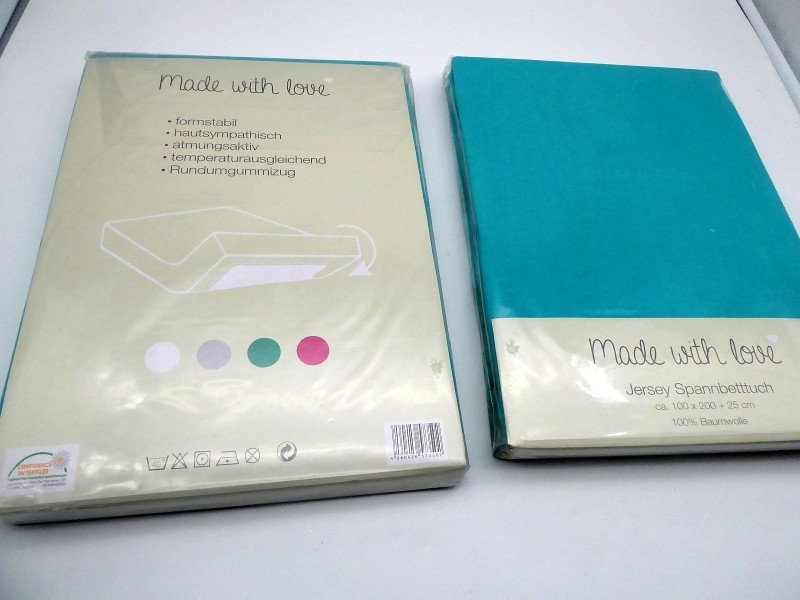 Made with love
• formstabil
• hautsympathisch
• atmungsaktiv
• temperaturausgleichend
• Rundumgummizug
CONFIDENCE
IN TEXTILES
Made with love
Jersey Spannbetttuch
ca. 100 x 200 + 25 cm
100% Baumwolle